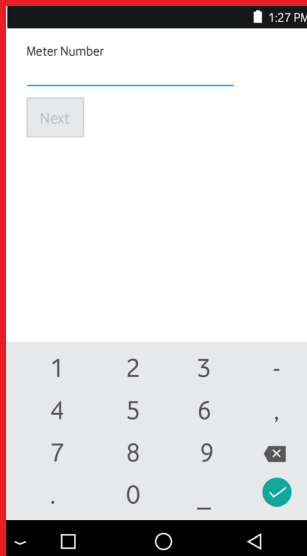 1:27 PM
Meter Number
Next
1 2 3 -
4 5 6 ,
7 8 9
. 0 _